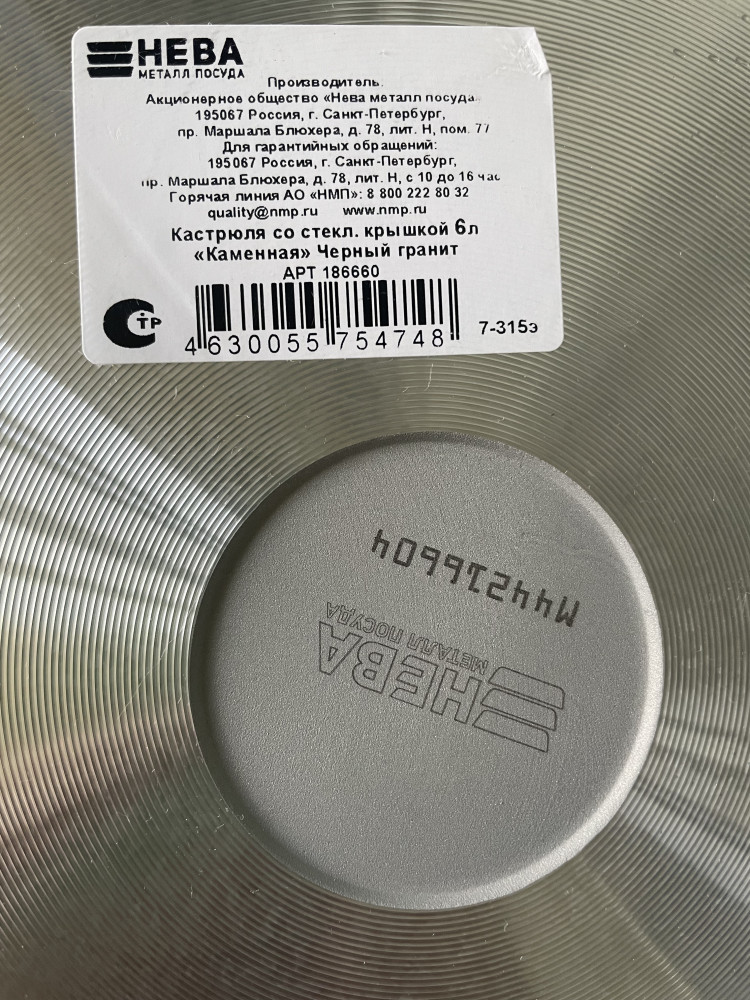 НЕВА
МЕТАЛЛ ПОСУДА
Производитель:
Акционерное общество «Нева металл посуда»
195067 Россия, г. Санкт-Петербург,
пр. Маршала Блюхера, д. 78, лит. Н, пом. 77
Для гарантийных обращений:
195067 Россия, г. Санкт-Петербург,
пр. Маршала Блюхера, д. 78, лит. Н, с 10 до 16 час
Горячая линия АО «НМП»: 8 800 222 80 32
quality@nmp.ru www.nmp.ru
Кастрюля со стекл. крышкой 6л
«Каменная» Черный гранит
АРТ 186660
СТР
4 630055 754748
7-315э
W44516604
НЕВА
МЕТАЛЛ ПОСУДА